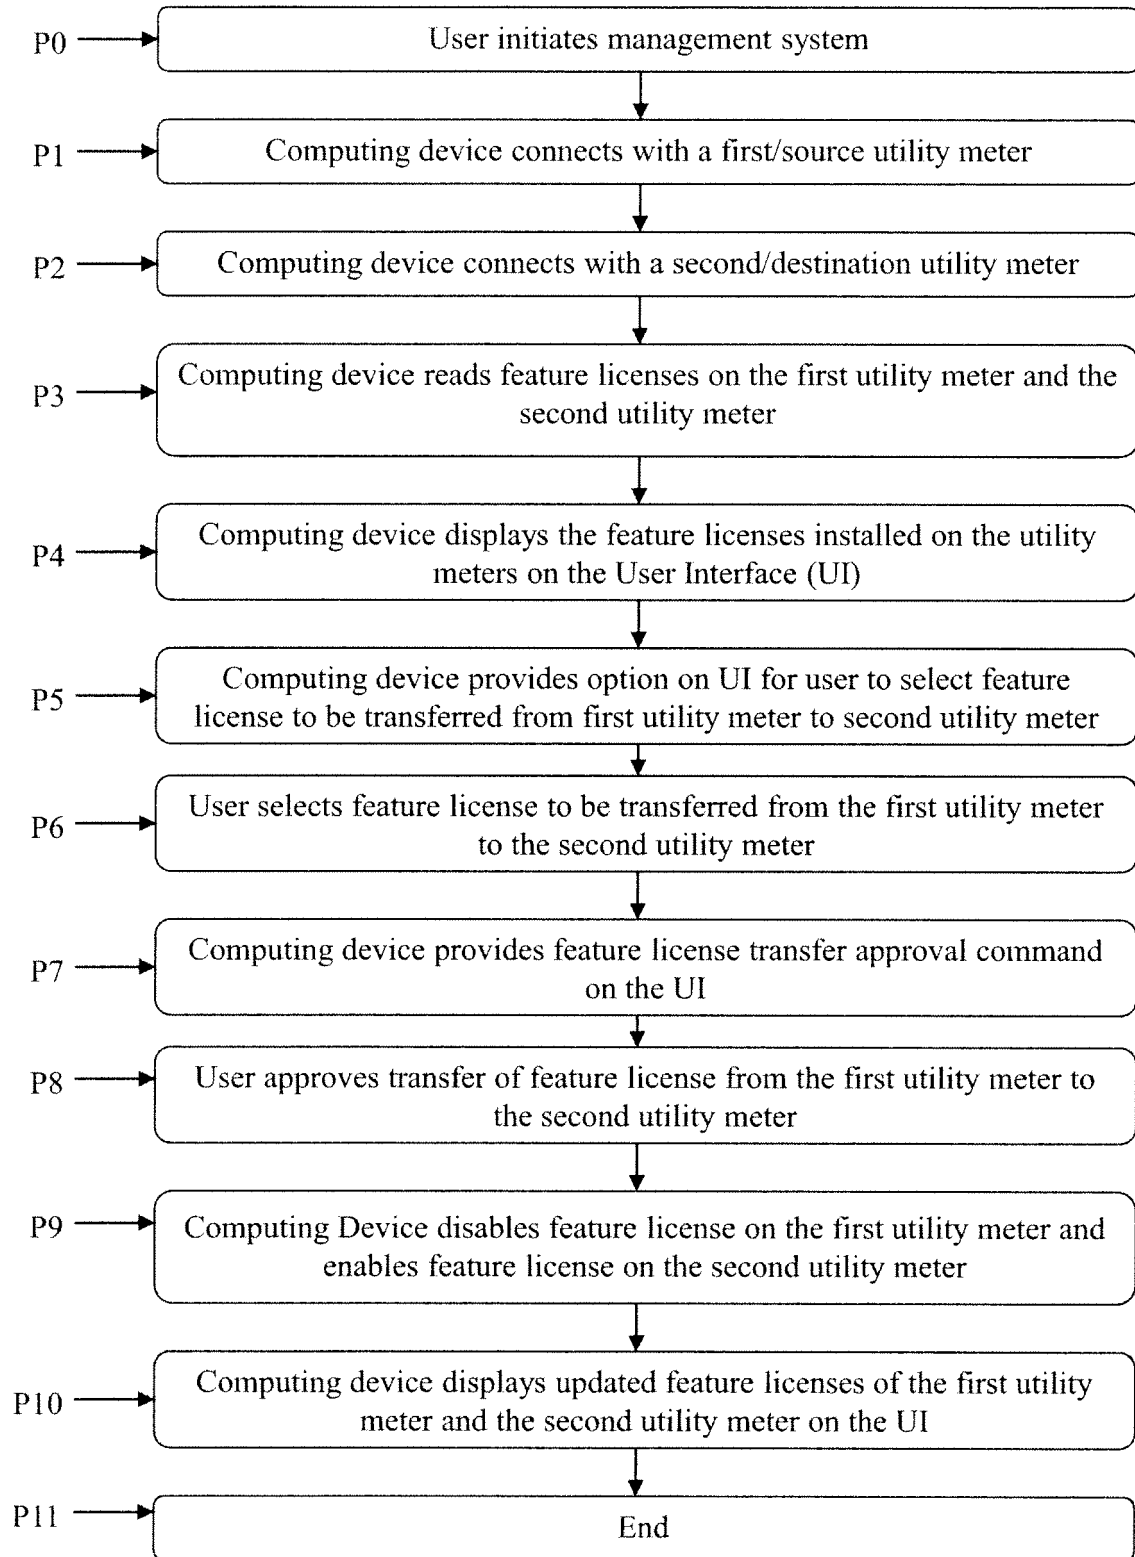 P0
User initiates management system
P1
Computing device connects with a first/source utility meter
P2
Computing device connects with a second/destination utility meter
P3
Computing device reads feature licenses on the first utility meter and the
second utility meter
P4
Computing device displays the feature licenses installed on the utility
meters on the User Interface (UI)
P5
Computing device provides option on UI for user to select feature
license to be transferred from first utility meter to second utility meter
P6
User selects feature license to be transferred from the first utility meter
to the second utility meter
P7
Computing device provides feature license transfer approval command
on the UI
P8
User approves transfer of feature license from the first utility meter to
the second utility meter
P9
Computing Device disables feature license on the first utility meter and
enables feature license on the second utility meter
P10
Computing device displays updated feature licenses of the first utility
meter and the second utility meter on the UI
P11
End